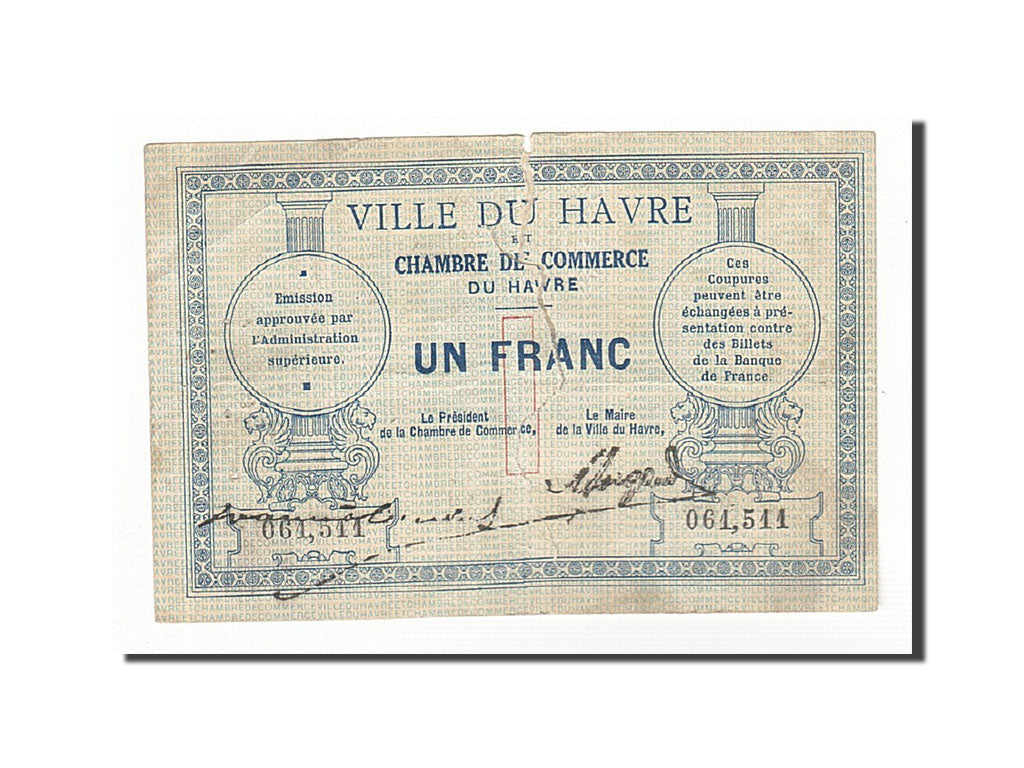 VILLE DU HAVRE
ET
CHAMBRE DE COMMERCE
DU HAVRE
UN FRANC
Emission
approuvée par
l'Administration
supérieure.
Ces
Coupures
peuvent être
échangées à pré-
sentation contre
des Billets
de la Banque
de France.
Le Président
de la Chambre de Commerce,
Le Maire
de la Ville du Havre,
061,511
061,511